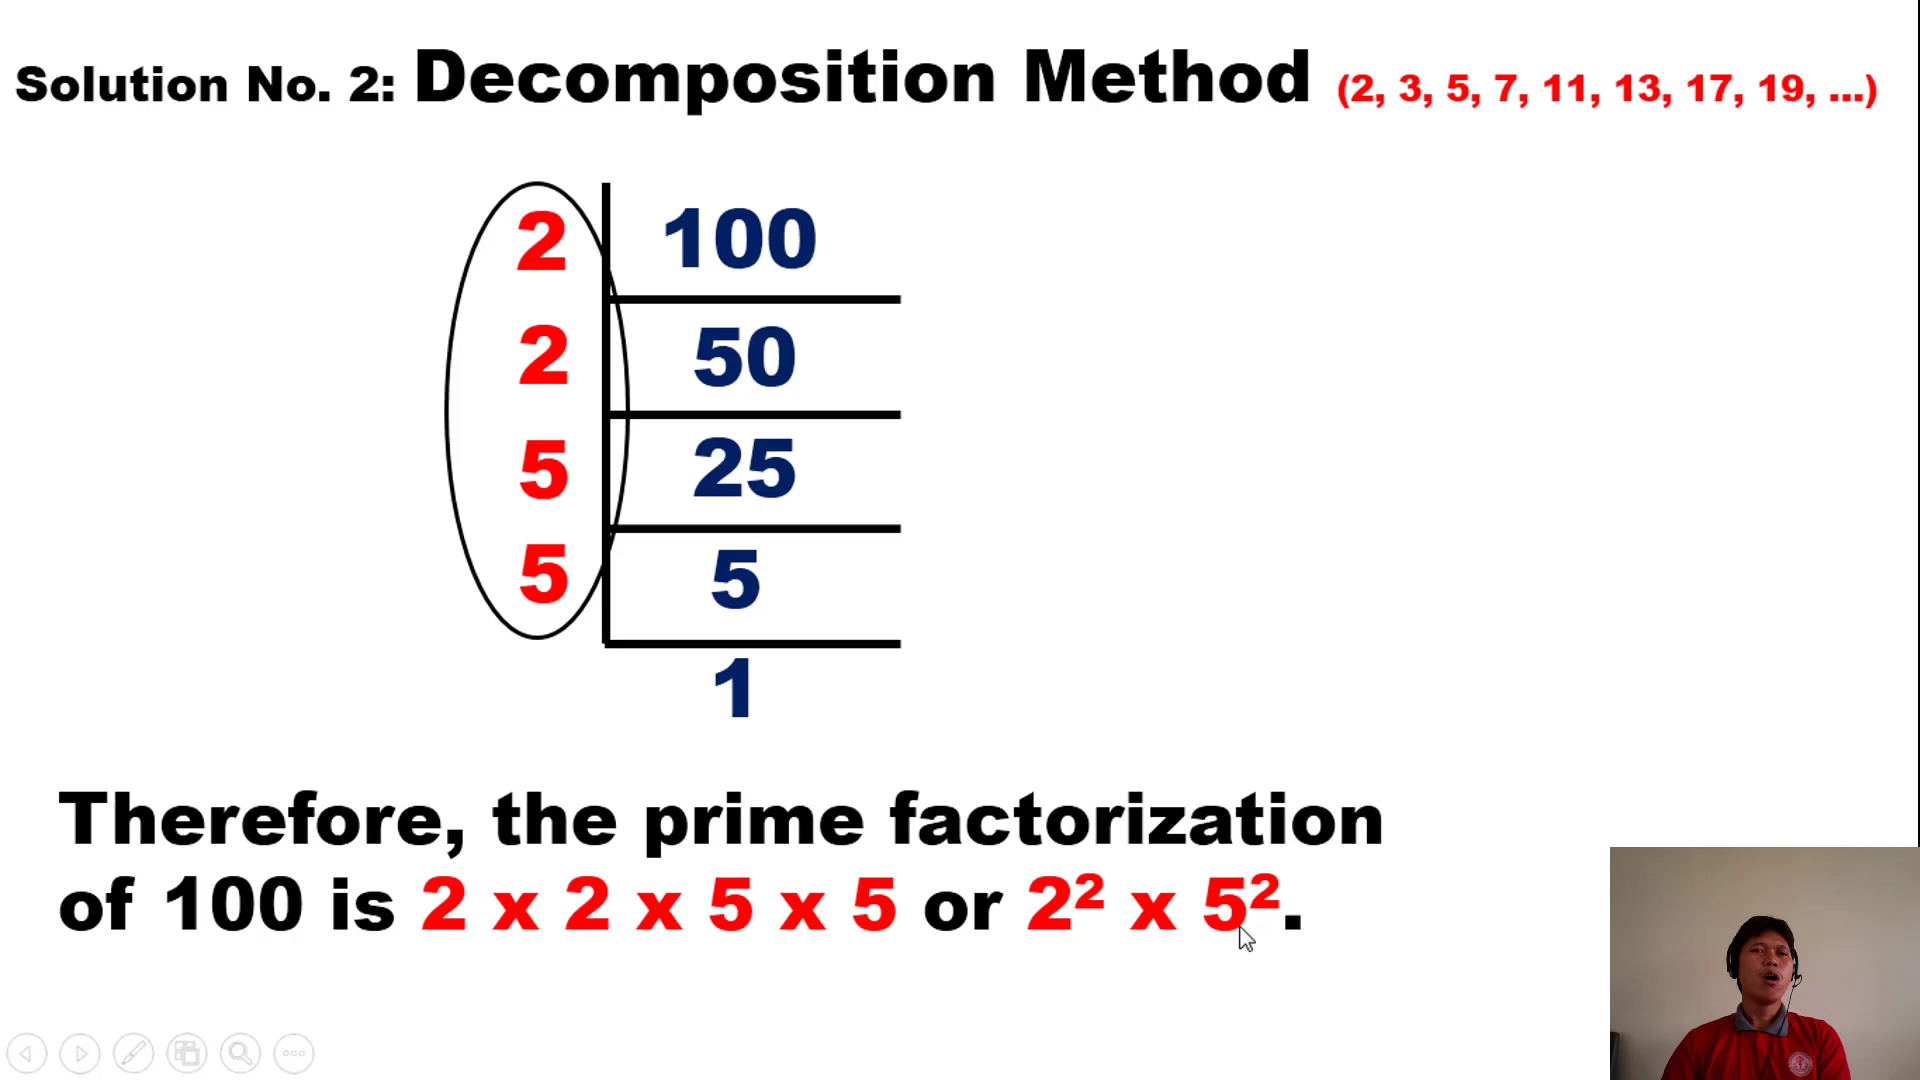 Solution No. 2: Decomposition Method (2, 3, 5, 7, 11, 13, 17, 19, ...)
2 100
2 50
5 25
5 5
1
Therefore, the prime factorization
of 100 is 2 x 2 x 5 x 5 or 2² x 5².